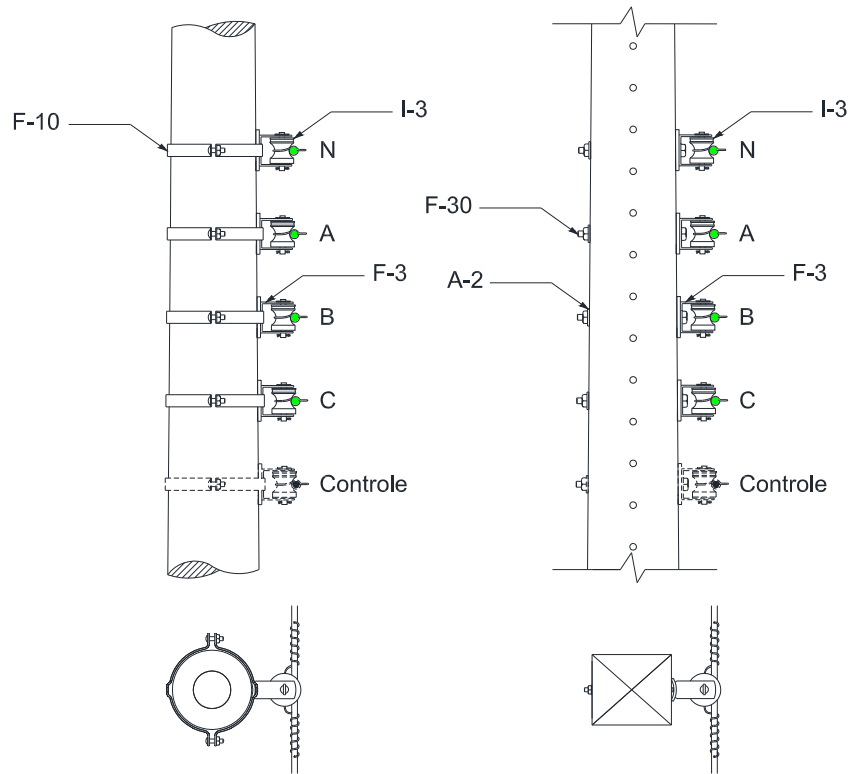 I-3
F-10
N
A
F-3
B
C
Controle
I-3
N
F-30
A
A-2
F-3
B
C
Controle